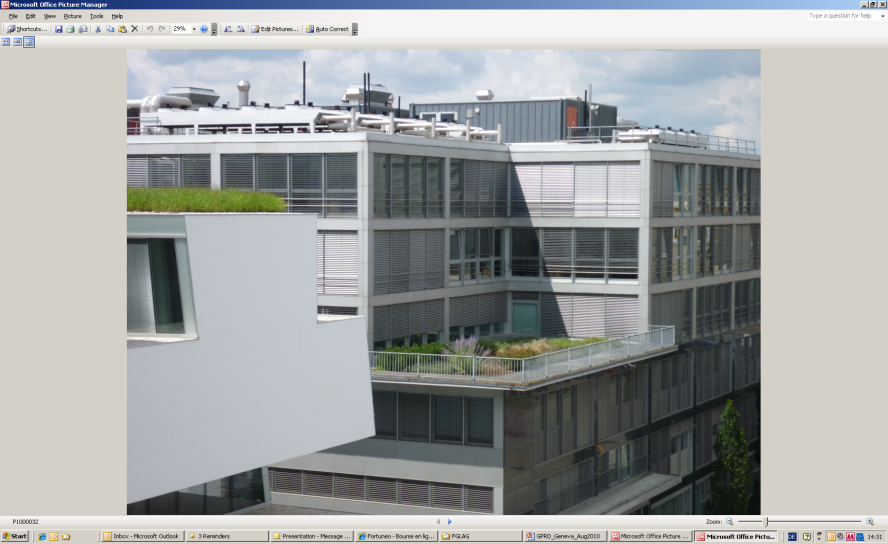 Microsoft Office Picture Manager
File Edit View Picture Tools Help
Type a question for help
Shortcuts... 29% Edit Pictures... Auto Correct
P1000032
Zoom:
Start Inbox - Microsoft Outlook 3 Reminders Presentation - Message ... Fortuneo - Bourse en lig... PGLAG GPRD_Geneva_Aug2010 Microsoft Office Picture ... Microsoft Office Pictu... DE 14:31